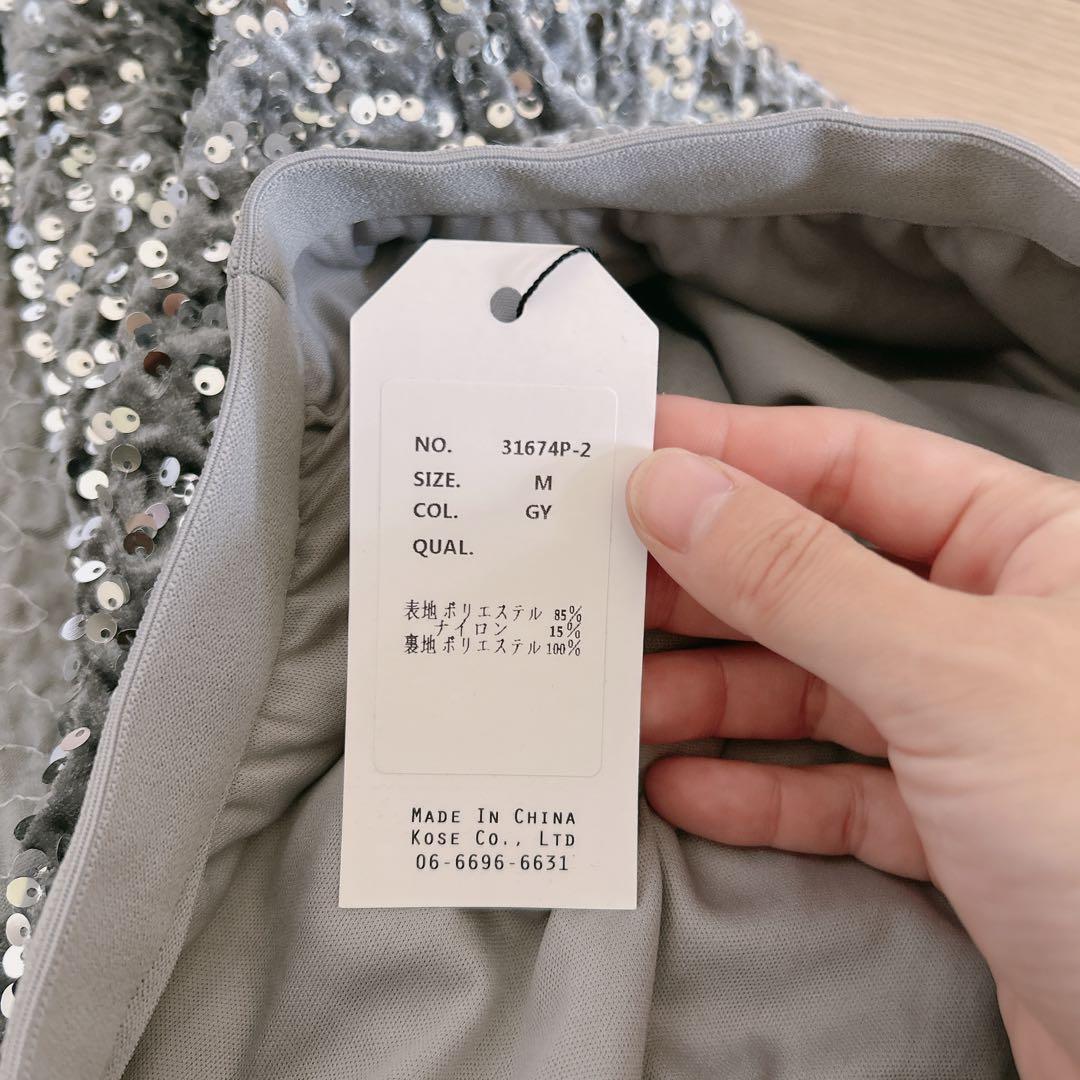 NO. 31674P-2
SIZE. M
COL. GY
QUAL.
表地 ポリエステル 85%
ナイロン 15%
裏地 ポリエステル 100%
MADE IN CHINA
KOSE CO., LTD
06-6696-6631